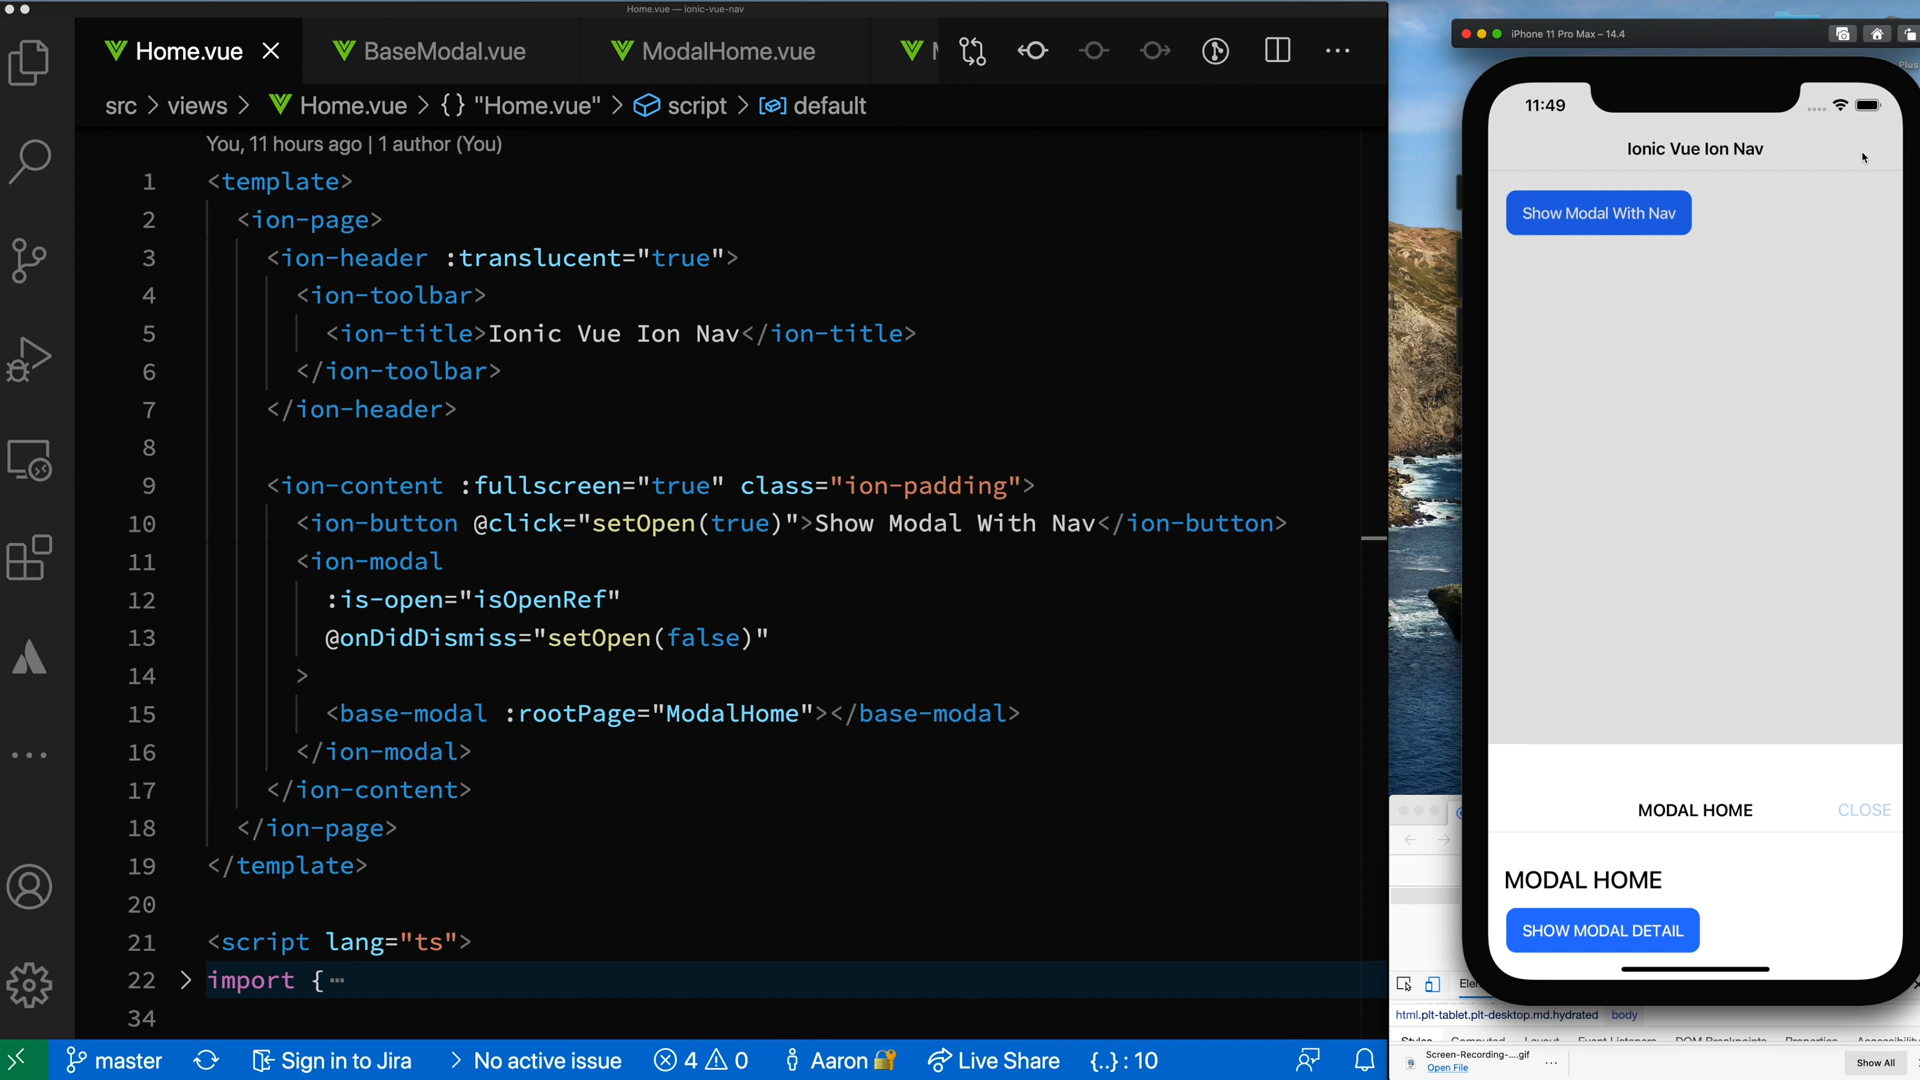 Home.vue — ionic-vue-nav
Home.vue
BaseModal.vue
ModalHome.vue
src > views > Home.vue > {} "Home.vue" > script > default
You, 11 hours ago | 1 author (You)
1 <template>
2 <ion-page>
3 <ion-header :translucent="true">
4 <ion-toolbar>
5 <ion-title>Ionic Vue Ion Nav</ion-title>
6 </ion-toolbar>
7 </ion-header>
8
9 <ion-content :fullscreen="true" class="ion-padding">
10 <ion-button @click="setOpen(true)">Show Modal With Nav</ion-button>
11 <ion-modal
12 :is-open="isOpenRef"
13 @onDidDismiss="setOpen(false)"
14 >
15 <base-modal :rootPage="ModalHome"></base-modal>
16 </ion-modal>
17 </ion-content>
18 </ion-page>
19 </template>
20
21 <script lang="ts">
22 import {⋯
34
master Sign in to Jira > No active issue 4 0 Aaron Live Share {..} : 10
iPhone 11 Pro Max – 14.4
Plus
11:49
Ionic Vue Ion Nav
Show Modal With Nav
MODAL HOME CLOSE
MODAL HOME
SHOW MODAL DETAIL
html.plt-tablet.plt-desktop.md.hydrated body
Screen-Recording-....gif
Open File
Show All